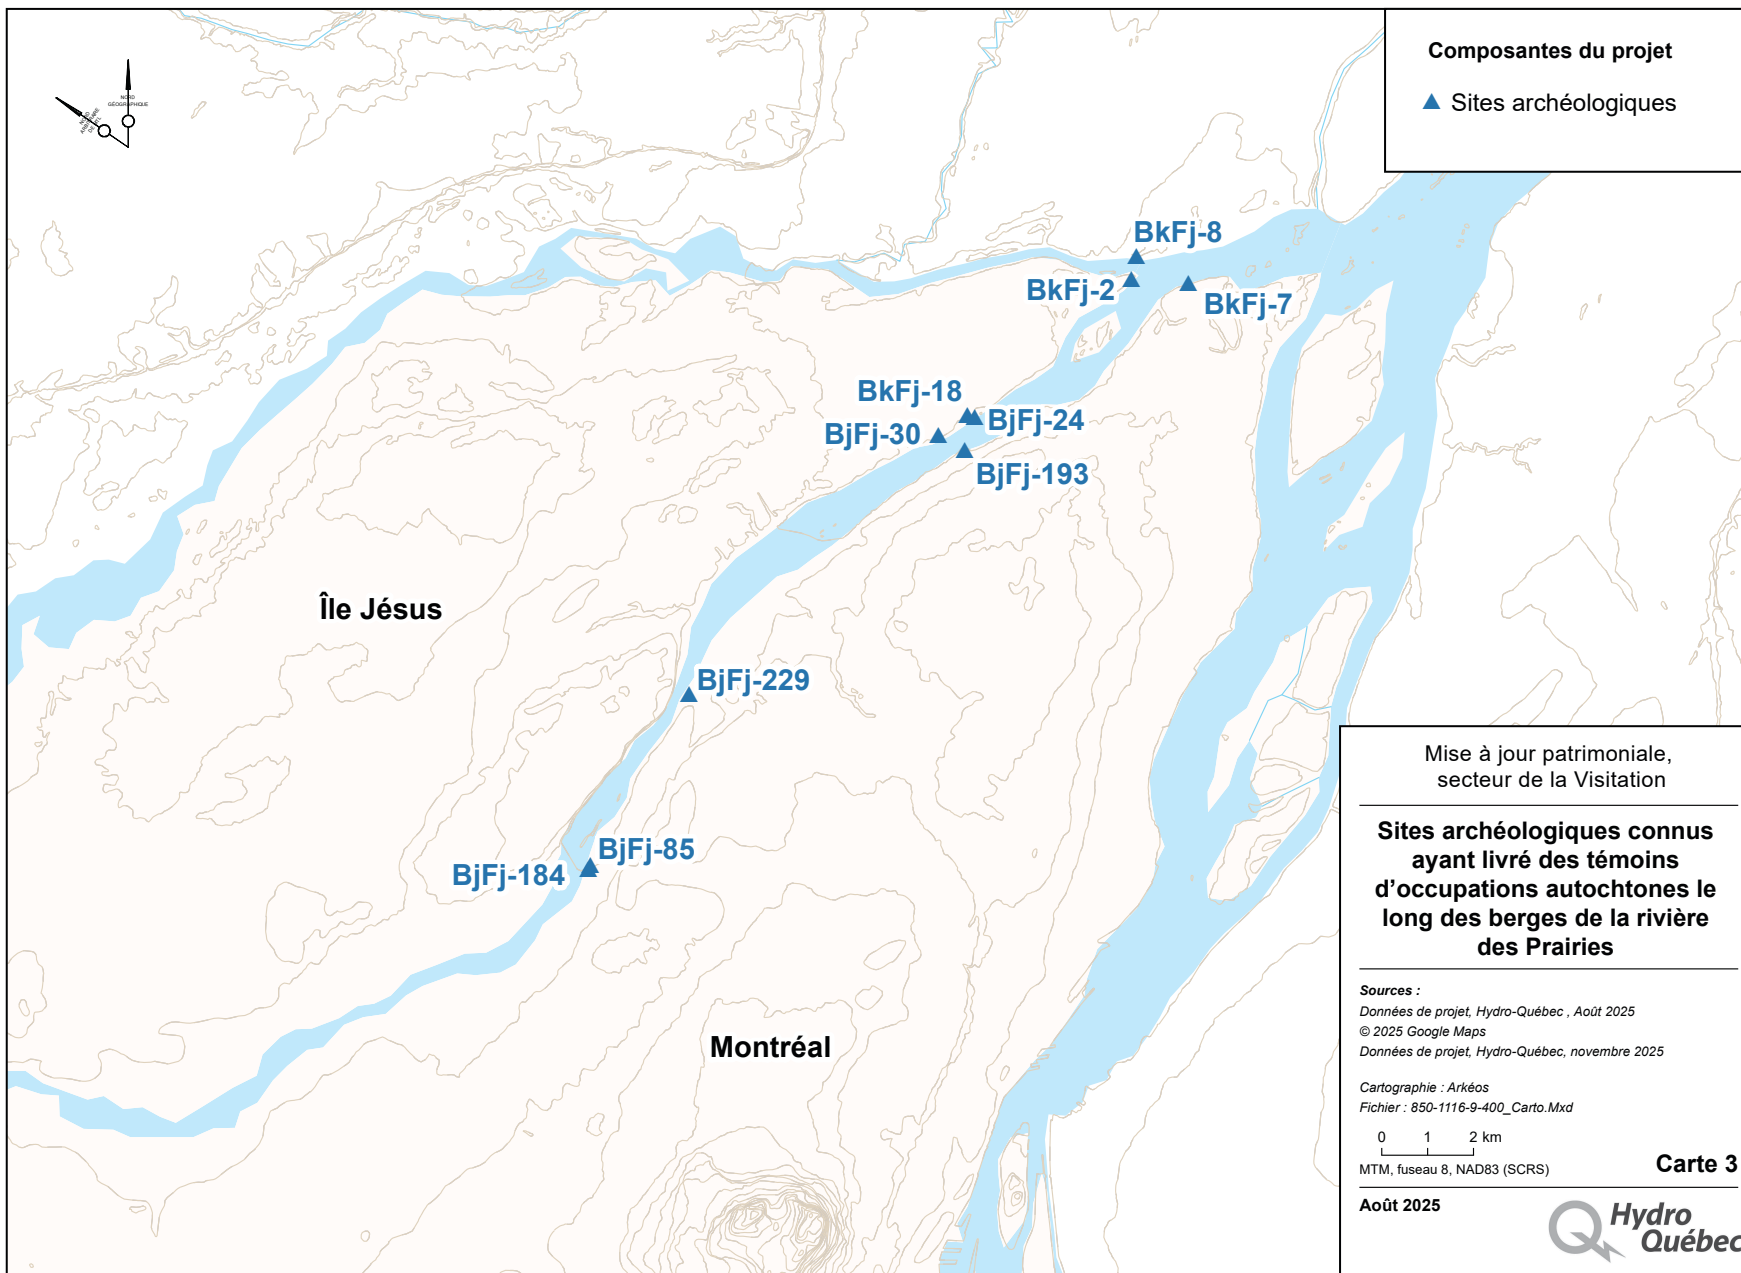 Composantes du projet
Sites archéologiques
NORD
GÉOGRAPHIQUE
NORD
ARBITRAIRE
BkFj-8
BkFj-2
BkFj-7
BkFj-18
BjFj-24
BjFj-30
BjFj-193
Île Jésus
BjFj-229
BjFj-85
BjFj-184
Montréal
Mise à jour patrimoniale,
secteur de la Visitation
Sites archéologiques connus
ayant livré des témoins
d’occupations autochtones le
long des berges de la rivière
des Prairies
Sources :
Données de projet, Hydro-Québec , Août 2025
© 2025 Google Maps
Données de projet, Hydro-Québec, novembre 2025
Cartographie : Arkéos
Fichier : 850-1116-9-400_Carto.Mxd
0 1 2 km
MTM, fuseau 8, NAD83 (SCRS)
Carte 3
Août 2025
Hydro
Québec